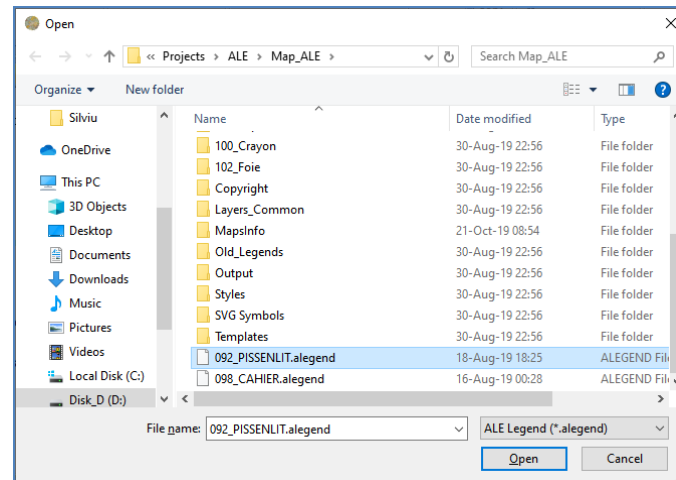 Open
« Projects > ALE > Map_ALE >
Search Map_ALE
Organize
New folder
Silviu
OneDrive
This PC
3D Objects
Desktop
Documents
Downloads
Music
Pictures
Videos
Local Disk (C:)
Disk_D (D:)
Name Date modified Type
100_Crayon 30-Aug-19 22:56 File folder
102_Foie 30-Aug-19 22:56 File folder
Copyright 30-Aug-19 22:56 File folder
Layers_Common 30-Aug-19 22:56 File folder
MapsInfo 21-Oct-19 08:54 File folder
Old_Legends 30-Aug-19 22:56 File folder
Output 30-Aug-19 22:56 File folder
Styles 30-Aug-19 22:56 File folder
SVG Symbols 30-Aug-19 22:56 File folder
Templates 30-Aug-19 22:56 File folder
092_PISSENLIT.alegend 18-Aug-19 18:25 ALEGEND Fil
098_CAHIER.alegend 16-Aug-19 00:28 ALEGEND Fil
File name: 092_PISSENLIT.alegend
ALE Legend (*.alegend)
Open
Cancel